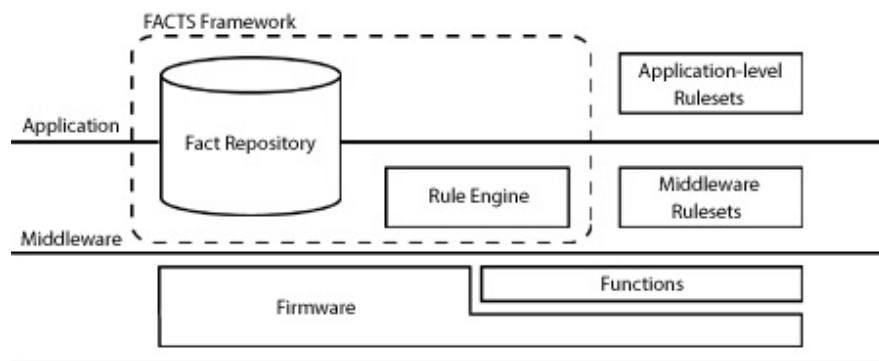 FACTS Framework
Application-level
Rulesets
Application
Fact Repository
Rule Engine
Middleware
Rulesets
Middleware
Functions
Firmware